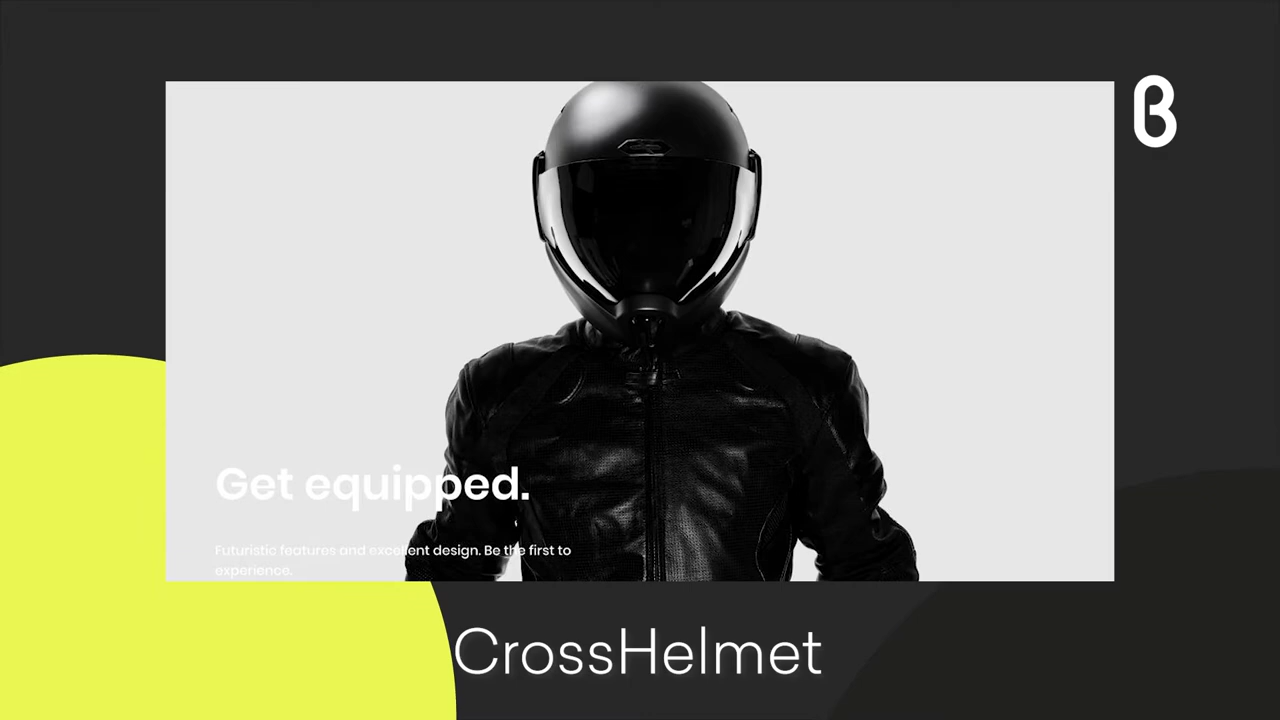 Get equipped.
Futuristic features and excellent design. Be the first to
experience.
CrossHelmet